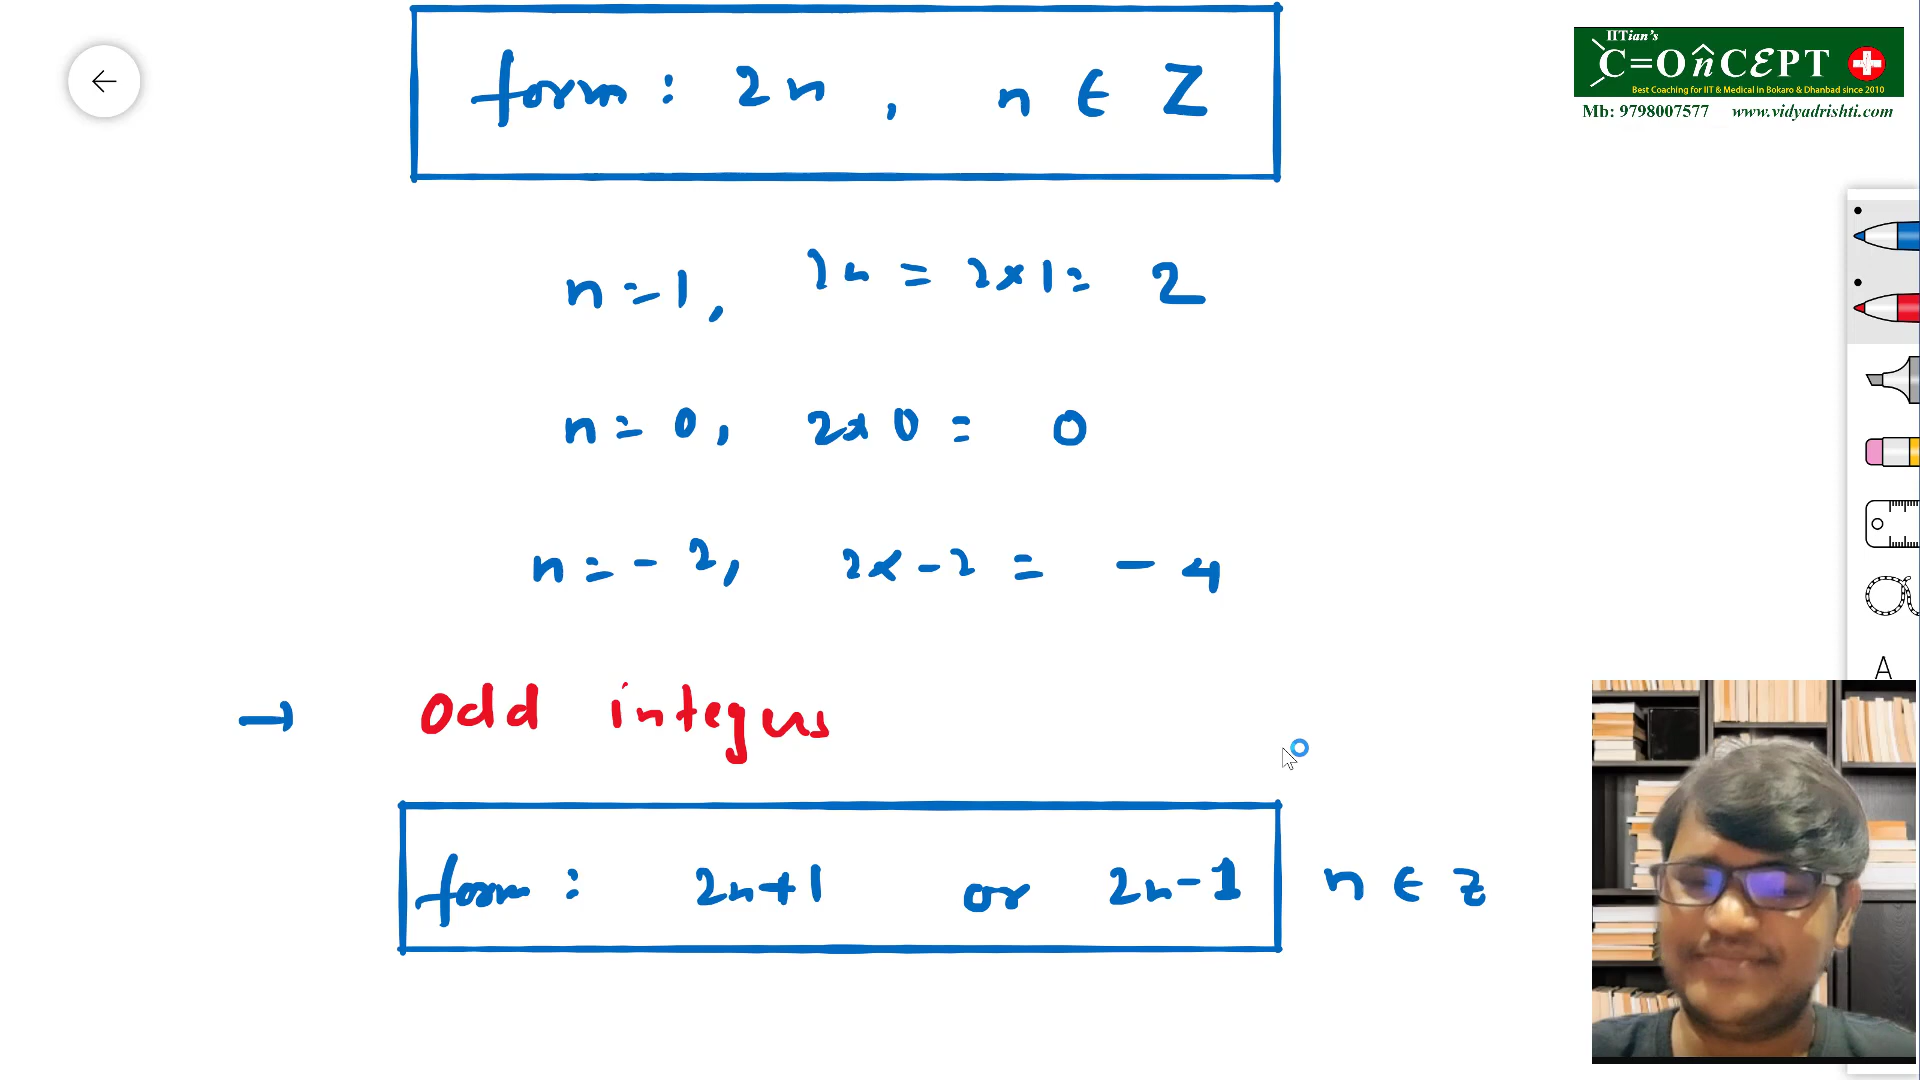 form : 2n , n ∈ Z
IITian's
C=OnCEPT
Best Coaching for IIT & Medical in Bokaro & Dhanbad since 2010
Mb: 9798007577 www.vidyadrishti.com
n=1, 2n = 2×1= 2
n= 0, 2×0= 0
n=-2, 2×-2 = -4
→ Odd integers
form : 2n+1 or 2n-1 n ∈ Z
A